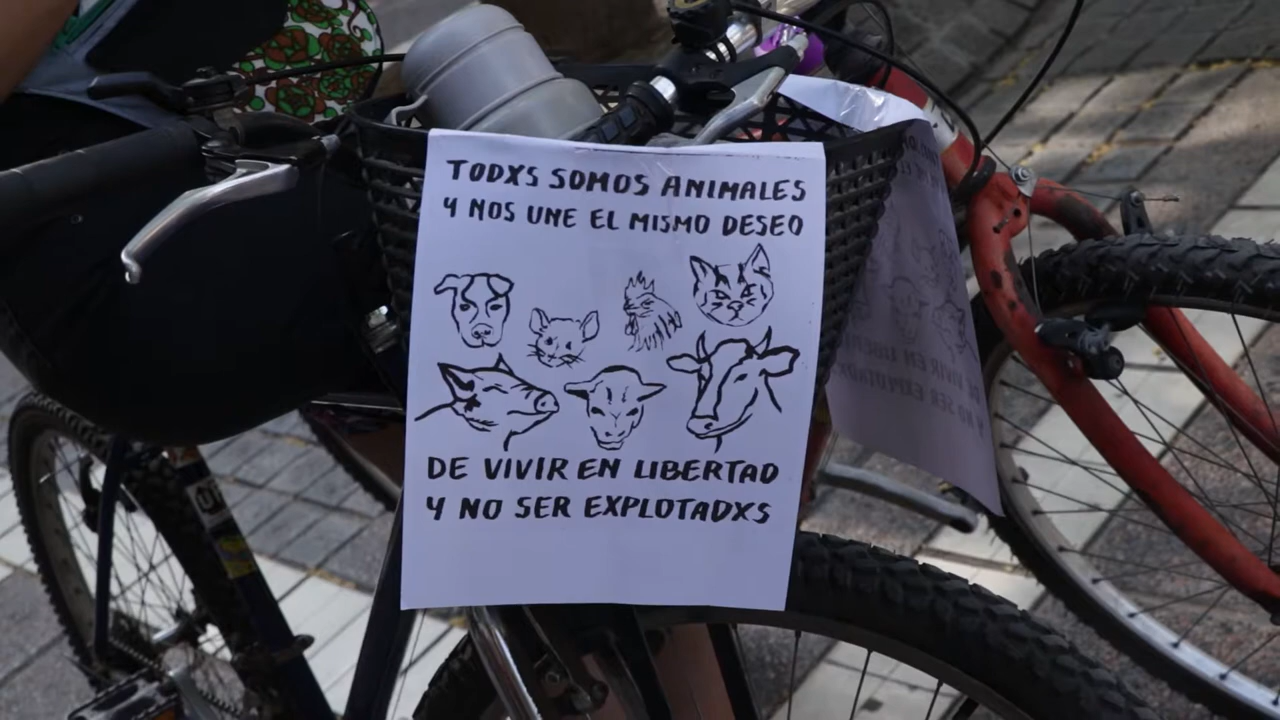 TODXS SOMOS ANIMALES
Y NOS UNE EL MISMO DESEO
DE VIVIR EN LIBERTAD
Y NO SER EXPLOTADXS